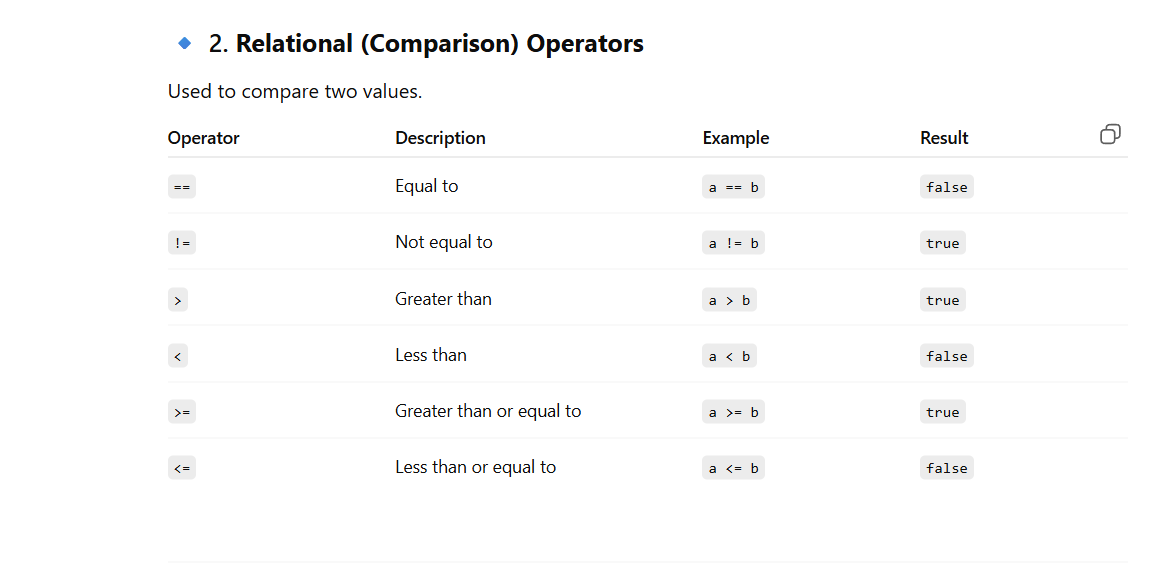 2. Relational (Comparison) Operators
Used to compare two values.
Operator Description Example Result
== Equal to a == b false
!= Not equal to a != b true
> Greater than a > b true
< Less than a < b false
>= Greater than or equal to a >= b true
<= Less than or equal to a <= b false